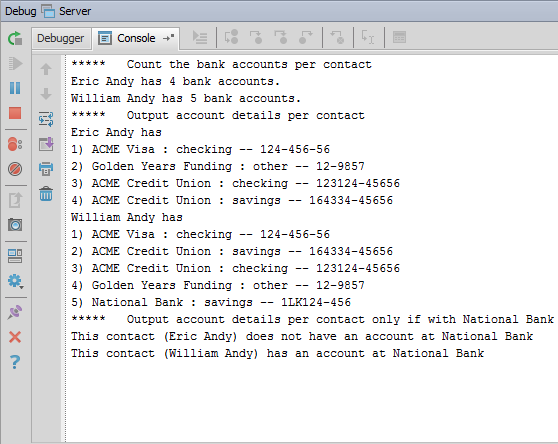 Debug Server
Debugger Console
*****   Count the bank accounts per contact
Eric Andy has 4 bank accounts.
William Andy has 5 bank accounts.
*****   Output account details per contact
Eric Andy has
1) ACME Visa : checking -- 124-456-56
2) Golden Years Funding : other -- 12-9857
3) ACME Credit Union : checking -- 123124-45656
4) ACME Credit Union : savings -- 164334-45656
William Andy has
1) ACME Visa : checking -- 124-456-56
2) ACME Credit Union : savings -- 164334-45656
3) ACME Credit Union : checking -- 123124-45656
4) Golden Years Funding : other -- 12-9857
5) National Bank : savings -- 1LK124-456
*****   Output account details per contact only if with National Bank
This contact (Eric Andy) does not have an account at National Bank
This contact (William Andy) has an account at National Bank